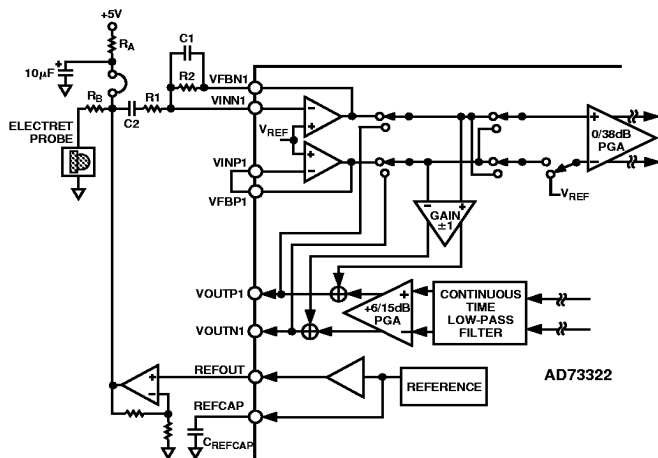 +5V
RA
10µF
+
C1
R2
VFBN1
RB
C2
R1
VINN1
ELECTRET
PROBE
VREF
VINP1
VFBP1
0/38dB
PGA
VREF
GAIN
±1
VOUTP1
VOUTN1
+6/15dB
PGA
CONTINUOUS
TIME
LOW-PASS
FILTER
REFOUT
REFCAP
REFERENCE
AD73322
CREFCAP